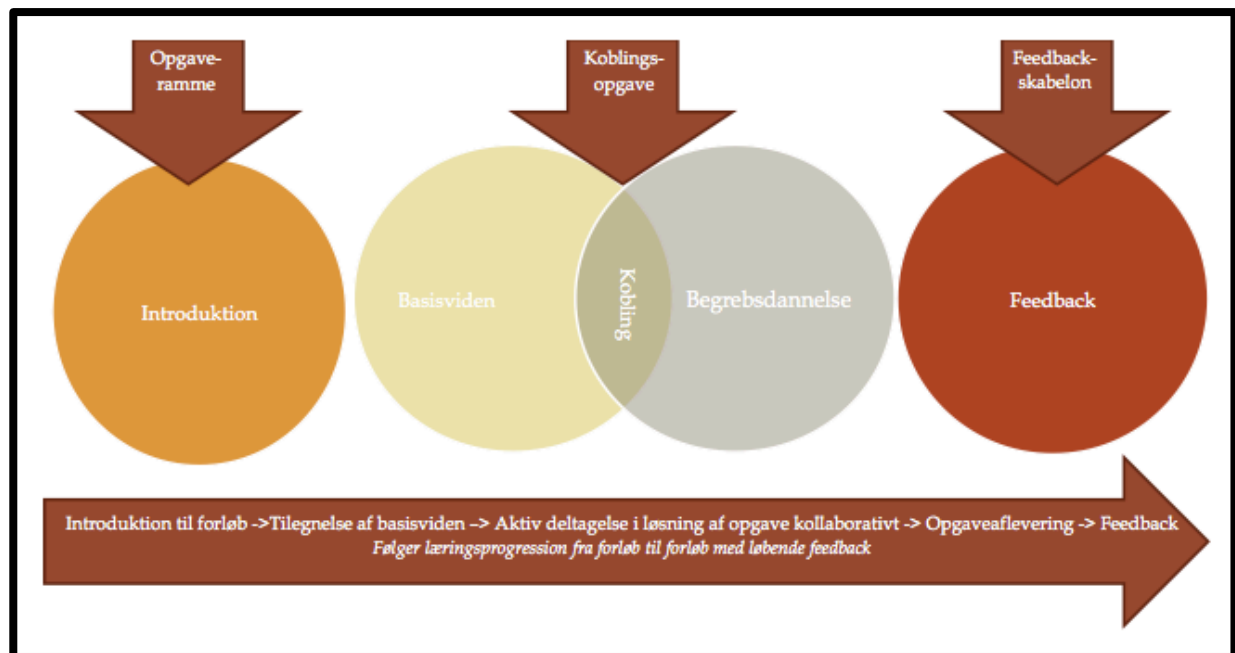 Opgave-
ramme
Koblings-
opgave
Feedback-
skabelon
Introduktion
Basisviden
Kobling
Begrebsdannelse
Feedback
Introduktion til forløb ->Tilegnelse af basisviden –> Aktiv deltagelse i løsning af opgave kollaborativt -> Opgaveaflevering -> Feedback
Følger læringsprogression fra forløb til forløb med løbende feedback